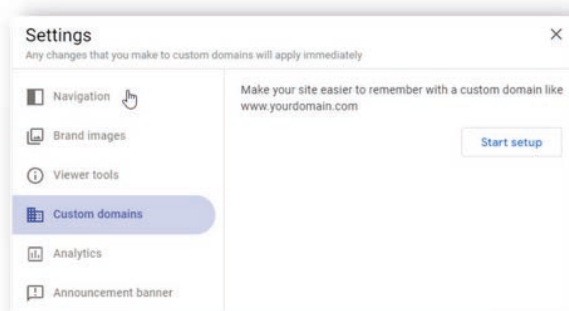 Settings
Any changes that you make to custom domains will apply immediately
Navigation
Brand images
Viewer tools
Custom domains
Analytics
Announcement banner
Make your site easier to remember with a custom domain like
www.yourdomain.com
Start setup